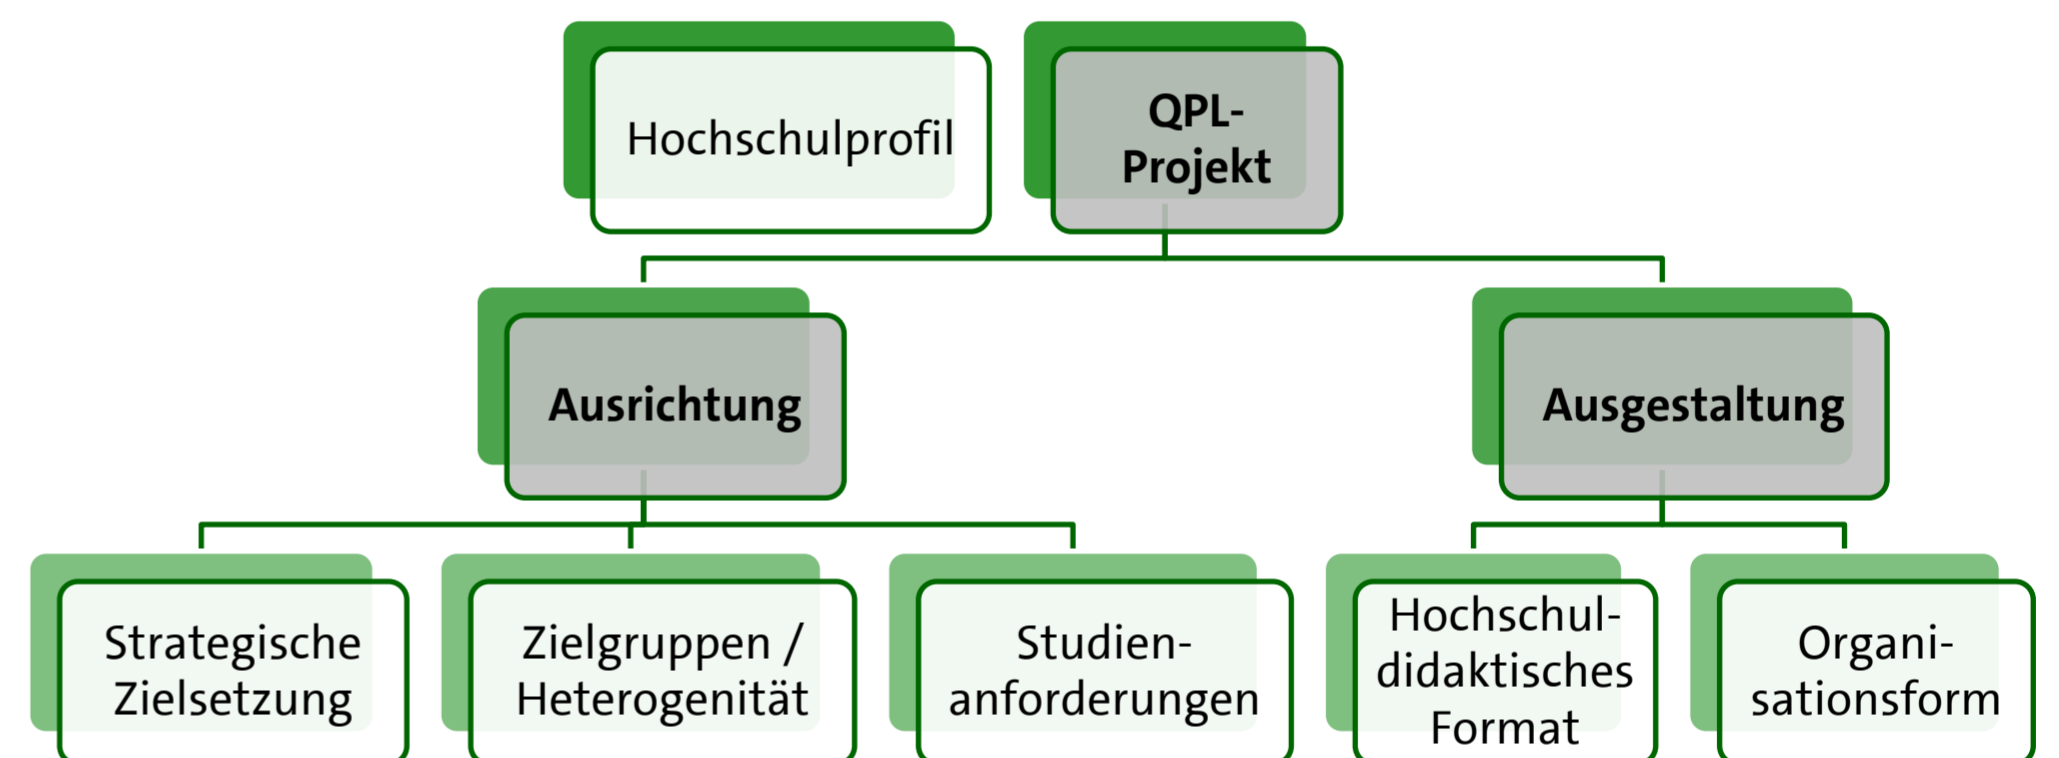 Hochschulprofil
QPL-
Projekt
Ausrichtung
Ausgestaltung
Strategische
Zielsetzung
Zielgruppen /
Heterogenität
Studien-
anforderungen
Hochschul-
didaktisches
Format
Organi-
sationsform